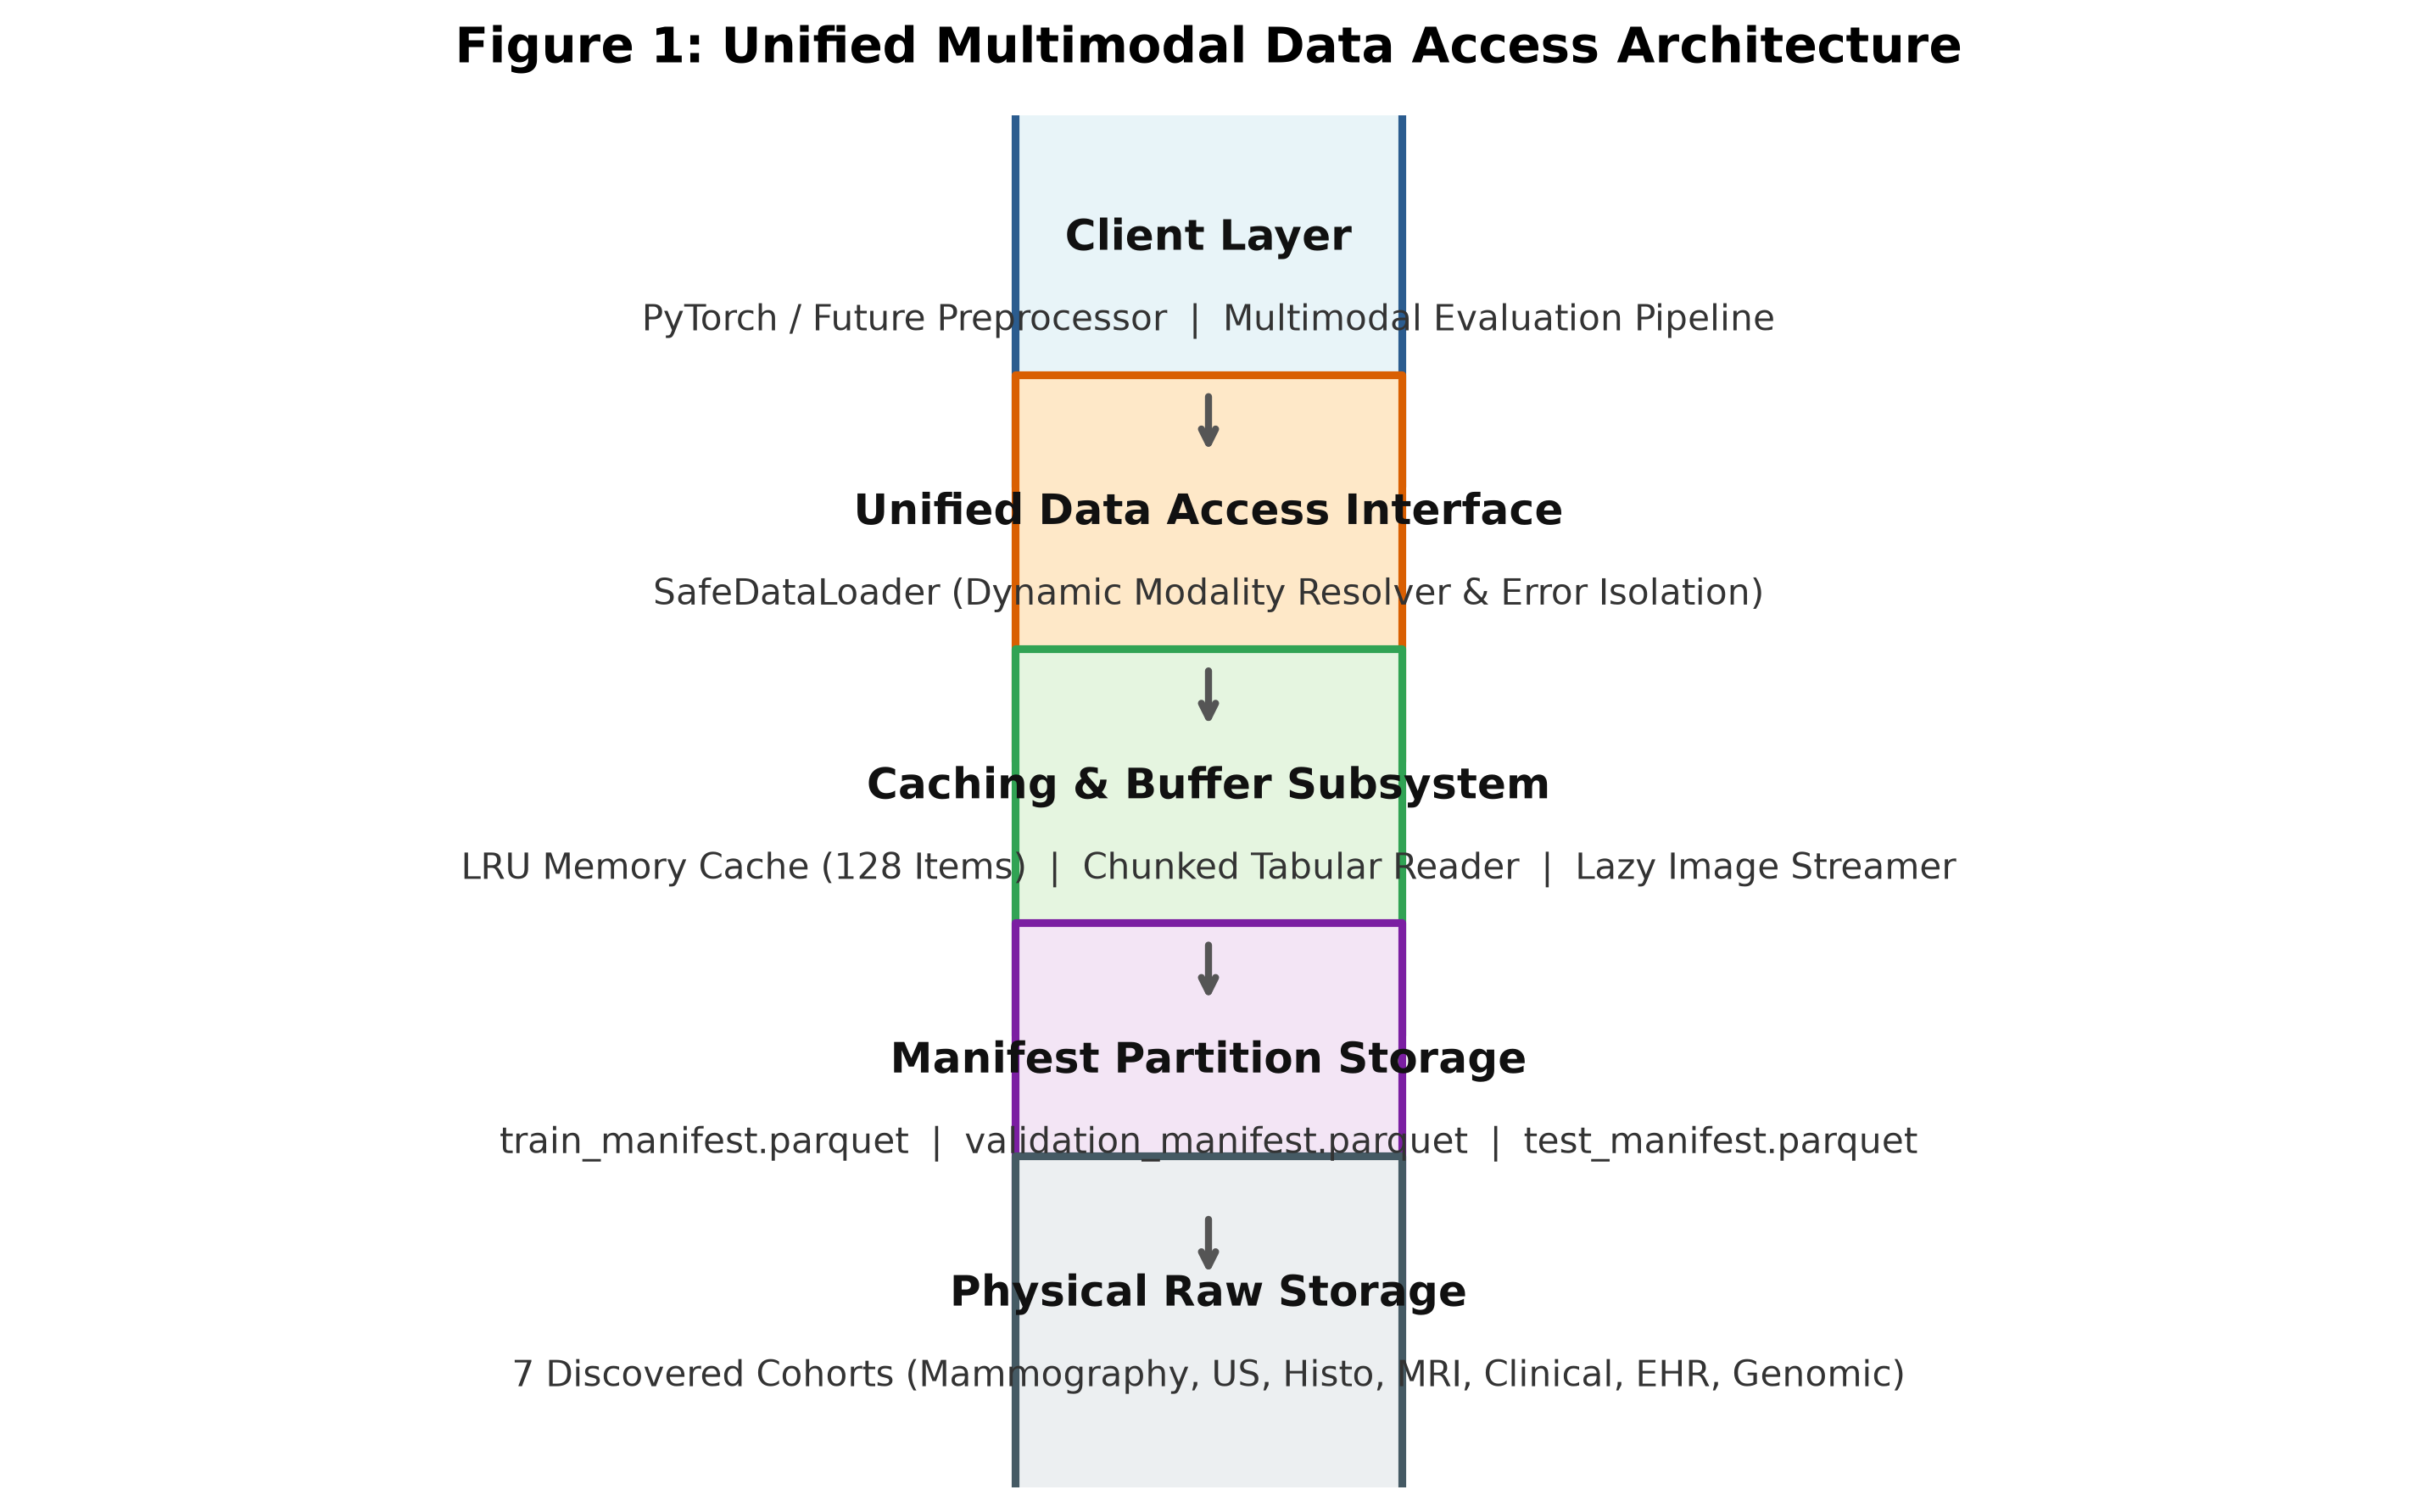 Figure 1: Unified Multimodal Data Access Architecture
Client Layer
PyTorch / Future Preprocessor | Multimodal Evaluation Pipeline
Unified Data Access Interface
SafeDataLoader (Dynamic Modality Resolver & Error Isolation)
Caching & Buffer Subsystem
LRU Memory Cache (128 Items) | Chunked Tabular Reader | Lazy Image Streamer
Manifest Partition Storage
train_manifest.parquet | validation_manifest.parquet | test_manifest.parquet
Physical Raw Storage
7 Discovered Cohorts (Mammography, US, Histo, MRI, Clinical, EHR, Genomic)